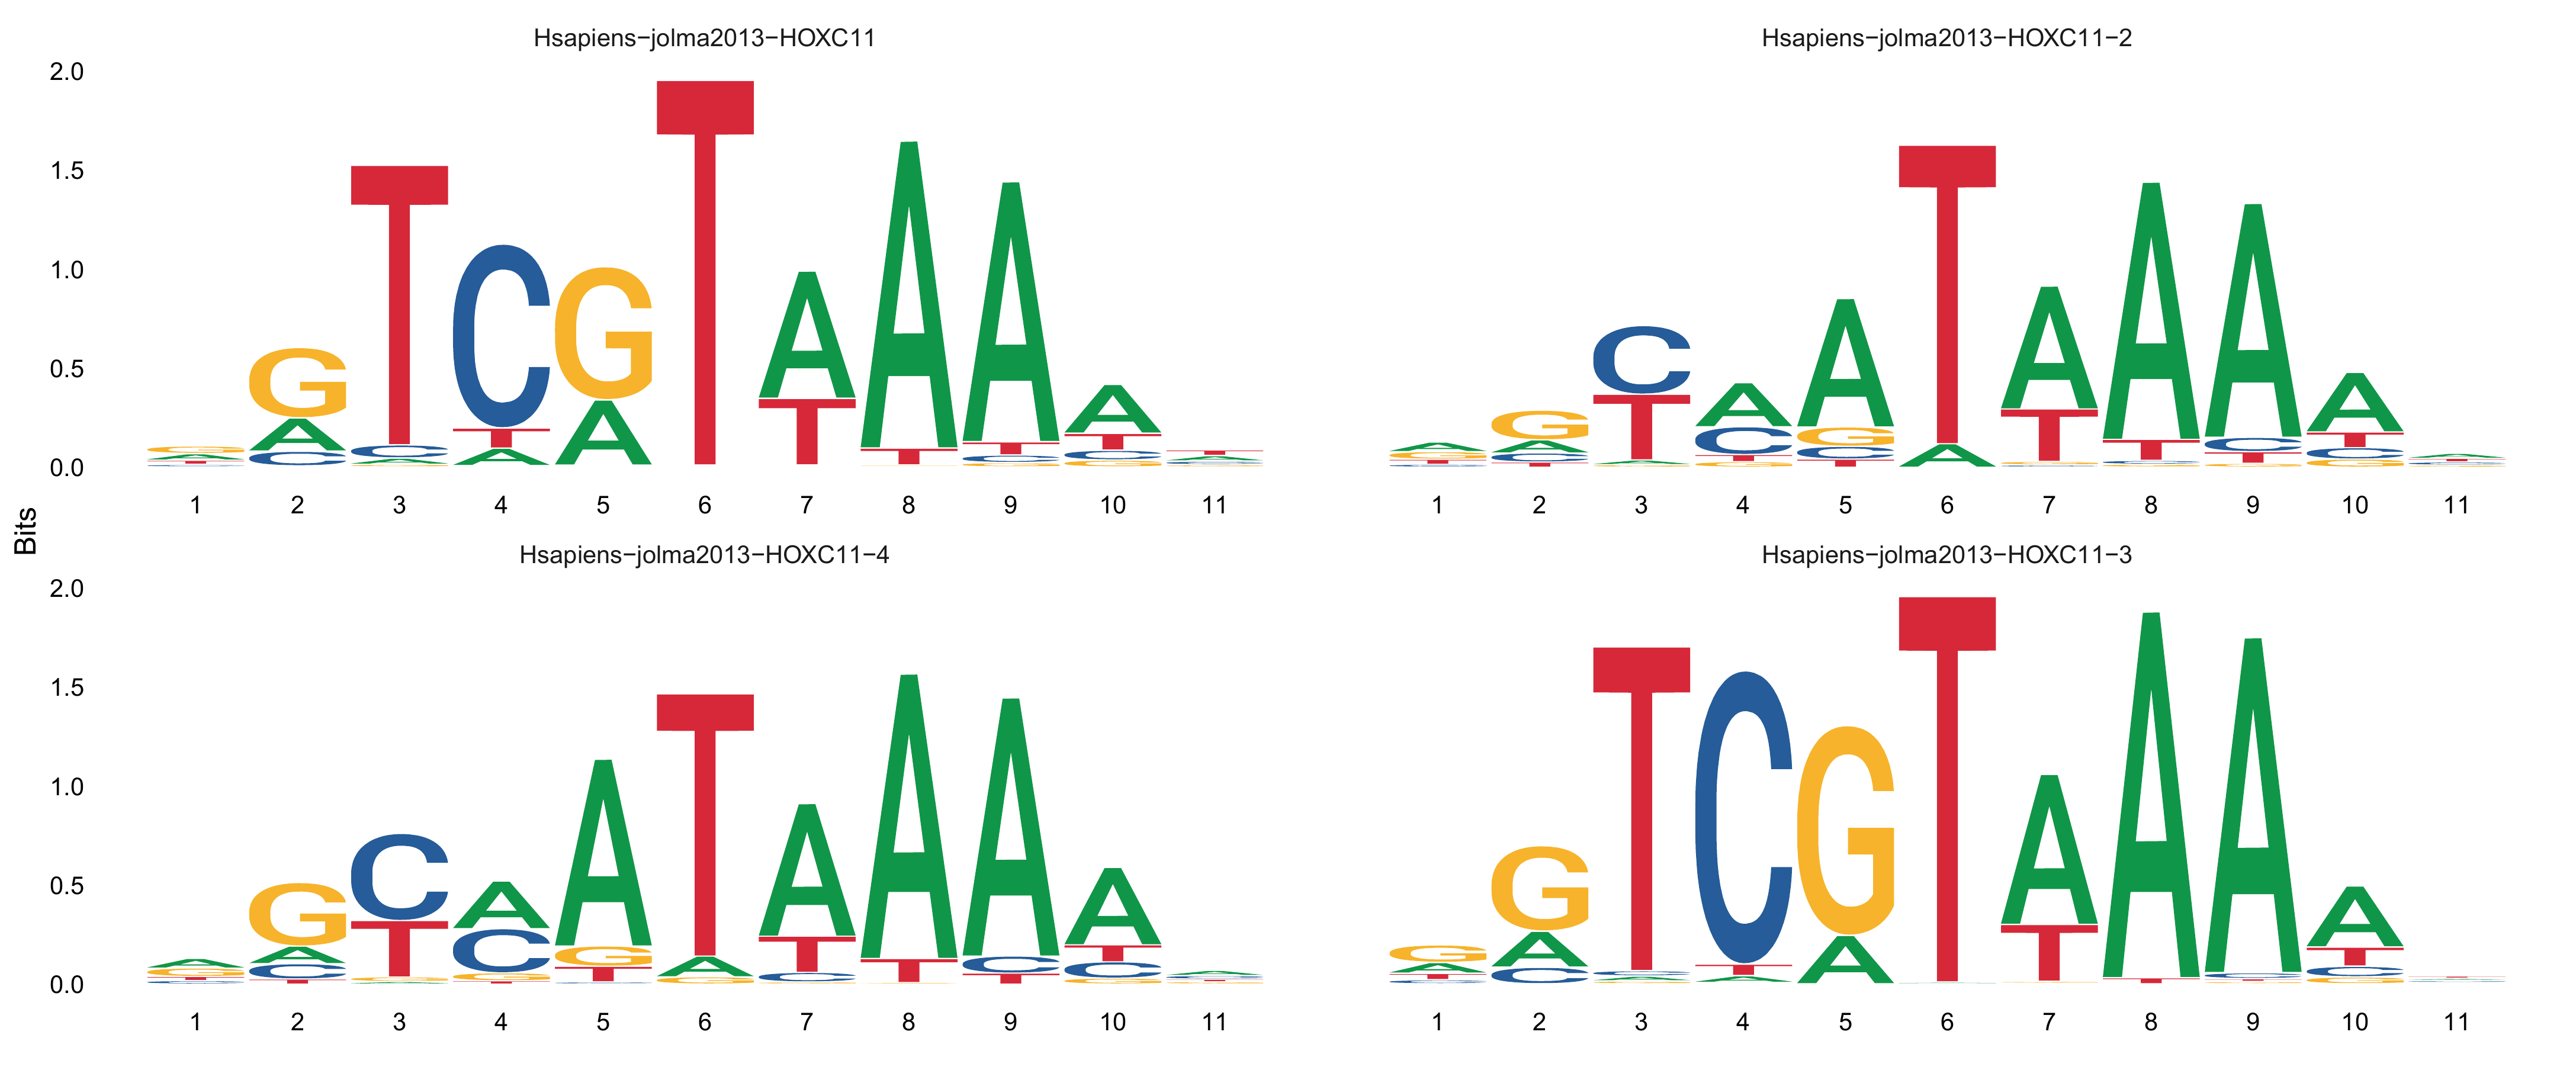 Hsapiens−jolma2013−HOXC11
Hsapiens−jolma2013−HOXC11−2
2.0
1.5
1.0
0.5
0.0
1 2 3 4 5 6 7 8 9 10 11
1 2 3 4 5 6 7 8 9 10 11
Bits
Hsapiens−jolma2013−HOXC11−4
Hsapiens−jolma2013−HOXC11−3
2.0
1.5
1.0
0.5
0.0
1 2 3 4 5 6 7 8 9 10 11
1 2 3 4 5 6 7 8 9 10 11